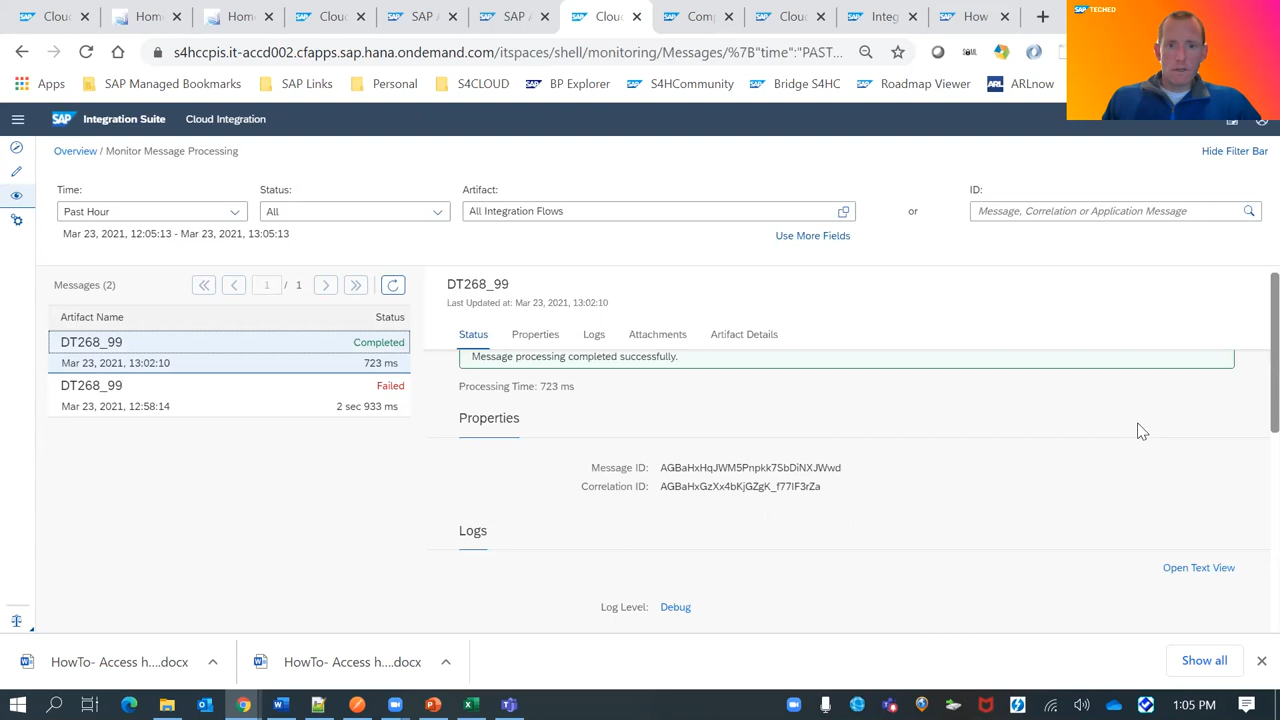 Clou
Home
Home
Clou
SAP A
SAP A
Clou
Com
Clou
Integ
How
SAP TECHED
s4hccpis.it-accd002.cfapps.sap.hana.ondemand.com/itspaces/shell/monitoring/Messages/%7B"time":"PAST...
Apps
SAP Managed Bookmarks
SAP Links
Personal
S4CLOUD
BP Explorer
S4HCommunity
Bridge S4HC
Roadmap Viewer
ARL ARLnow
SAP Integration Suite Cloud Integration
Overview / Monitor Message Processing
Hide Filter Bar
Time:
Status:
Artifact:
ID:
Past Hour
All
All Integration Flows
or
Message, Correlation or Application Message
Mar 23, 2021, 12:05:13 - Mar 23, 2021, 13:05:13
Use More Fields
Messages (2)
1 / 1
Artifact Name Status
DT268_99 Completed
Mar 23, 2021, 13:02:10 723 ms
DT268_99 Failed
Mar 23, 2021, 12:58:14 2 sec 933 ms
DT268_99
Last Updated at: Mar 23, 2021, 13:02:10
Status Properties Logs Attachments Artifact Details
Message processing completed successfully.
Processing Time: 723 ms
Properties
Message ID: AGBaHxHqJWM5Pnpkk7SbDiNXJWwd
Correlation ID: AGBaHxGzXx4bKjGZgK_f77IF3rZa
Logs
Open Text View
Log Level: Debug
HowTo- Access h....docx
HowTo- Access h....docx
Show all
1:05 PM